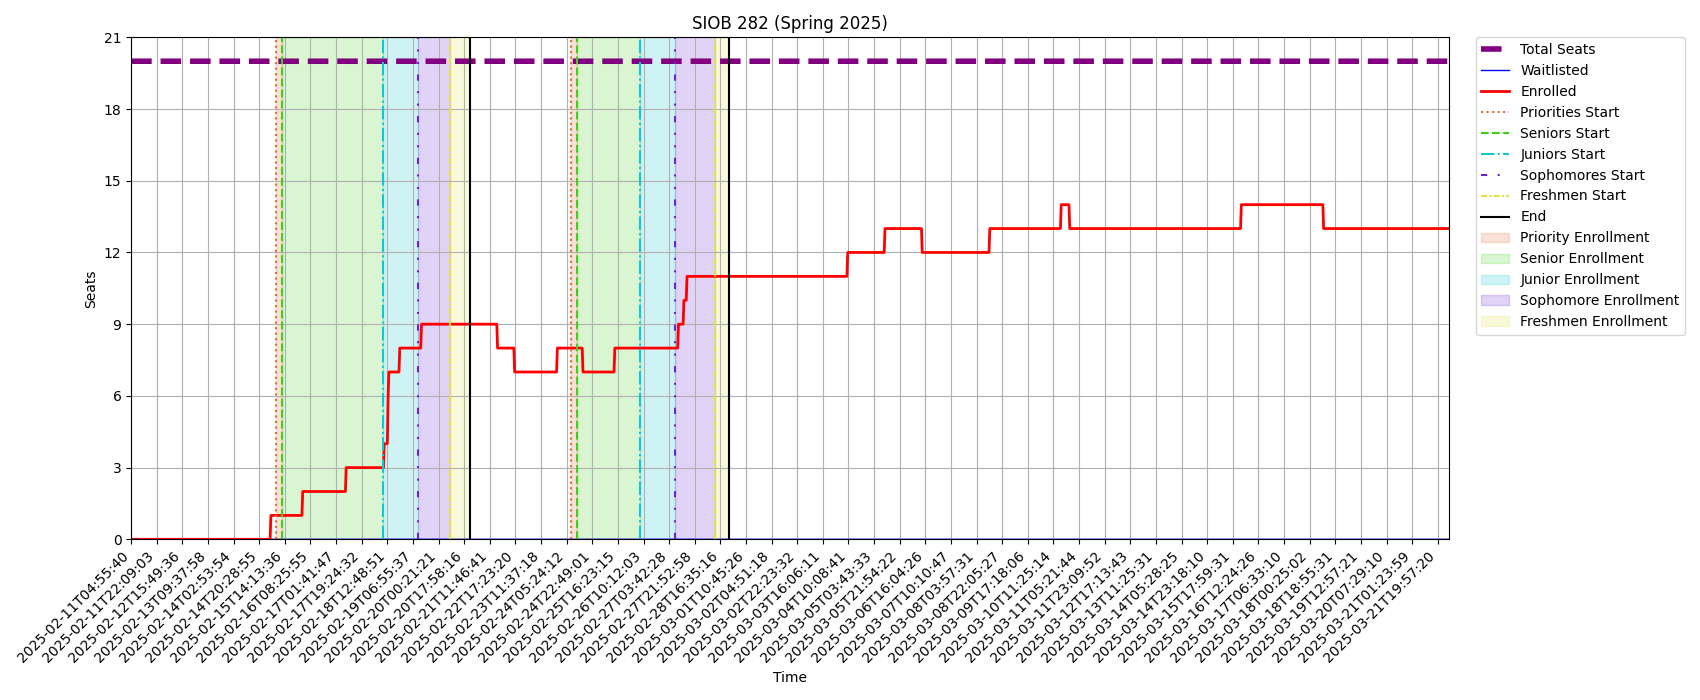 SIOB 282 (Spring 2025)
Seats
21
18
15
12
9
6
3
0
2025-02-11T04:55:40
2025-02-11T22:09:03
2025-02-12T15:49:36
2025-02-13T09:37:58
2025-02-14T02:53:54
2025-02-14T20:28:55
2025-02-15T14:13:36
2025-02-16T08:25:55
2025-02-17T01:41:47
2025-02-17T19:24:32
2025-02-18T12:48:51
2025-02-19T06:55:37
2025-02-20T00:21:21
2025-02-20T17:58:16
2025-02-21T11:46:41
2025-02-22T17:23:20
2025-02-23T11:37:18
2025-02-24T05:24:12
2025-02-24T22:49:01
2025-02-25T16:23:15
2025-02-26T10:12:03
2025-02-27T03:42:28
2025-02-27T21:52:58
2025-02-28T16:35:16
2025-03-01T10:45:26
2025-03-02T04:51:18
2025-03-02T22:23:32
2025-03-03T16:06:11
2025-03-04T10:08:41
2025-03-05T03:43:33
2025-03-05T21:54:22
2025-03-06T16:04:26
2025-03-07T10:10:47
2025-03-08T03:57:31
2025-03-08T22:05:27
2025-03-09T17:18:06
2025-03-10T11:25:14
2025-03-11T05:21:44
2025-03-11T23:09:52
2025-03-12T17:13:43
2025-03-13T11:25:31
2025-03-14T05:28:25
2025-03-14T23:18:10
2025-03-15T17:59:31
2025-03-16T12:24:26
2025-03-17T06:33:10
2025-03-18T00:25:02
2025-03-18T18:55:31
2025-03-19T12:57:21
2025-03-20T07:29:10
2025-03-21T01:23:59
2025-03-21T19:57:20
Time
Total Seats
Waitlisted
Enrolled
Priorities Start
Seniors Start
Juniors Start
Sophomores Start
Freshmen Start
End
Priority Enrollment
Senior Enrollment
Junior Enrollment
Sophomore Enrollment
Freshmen Enrollment